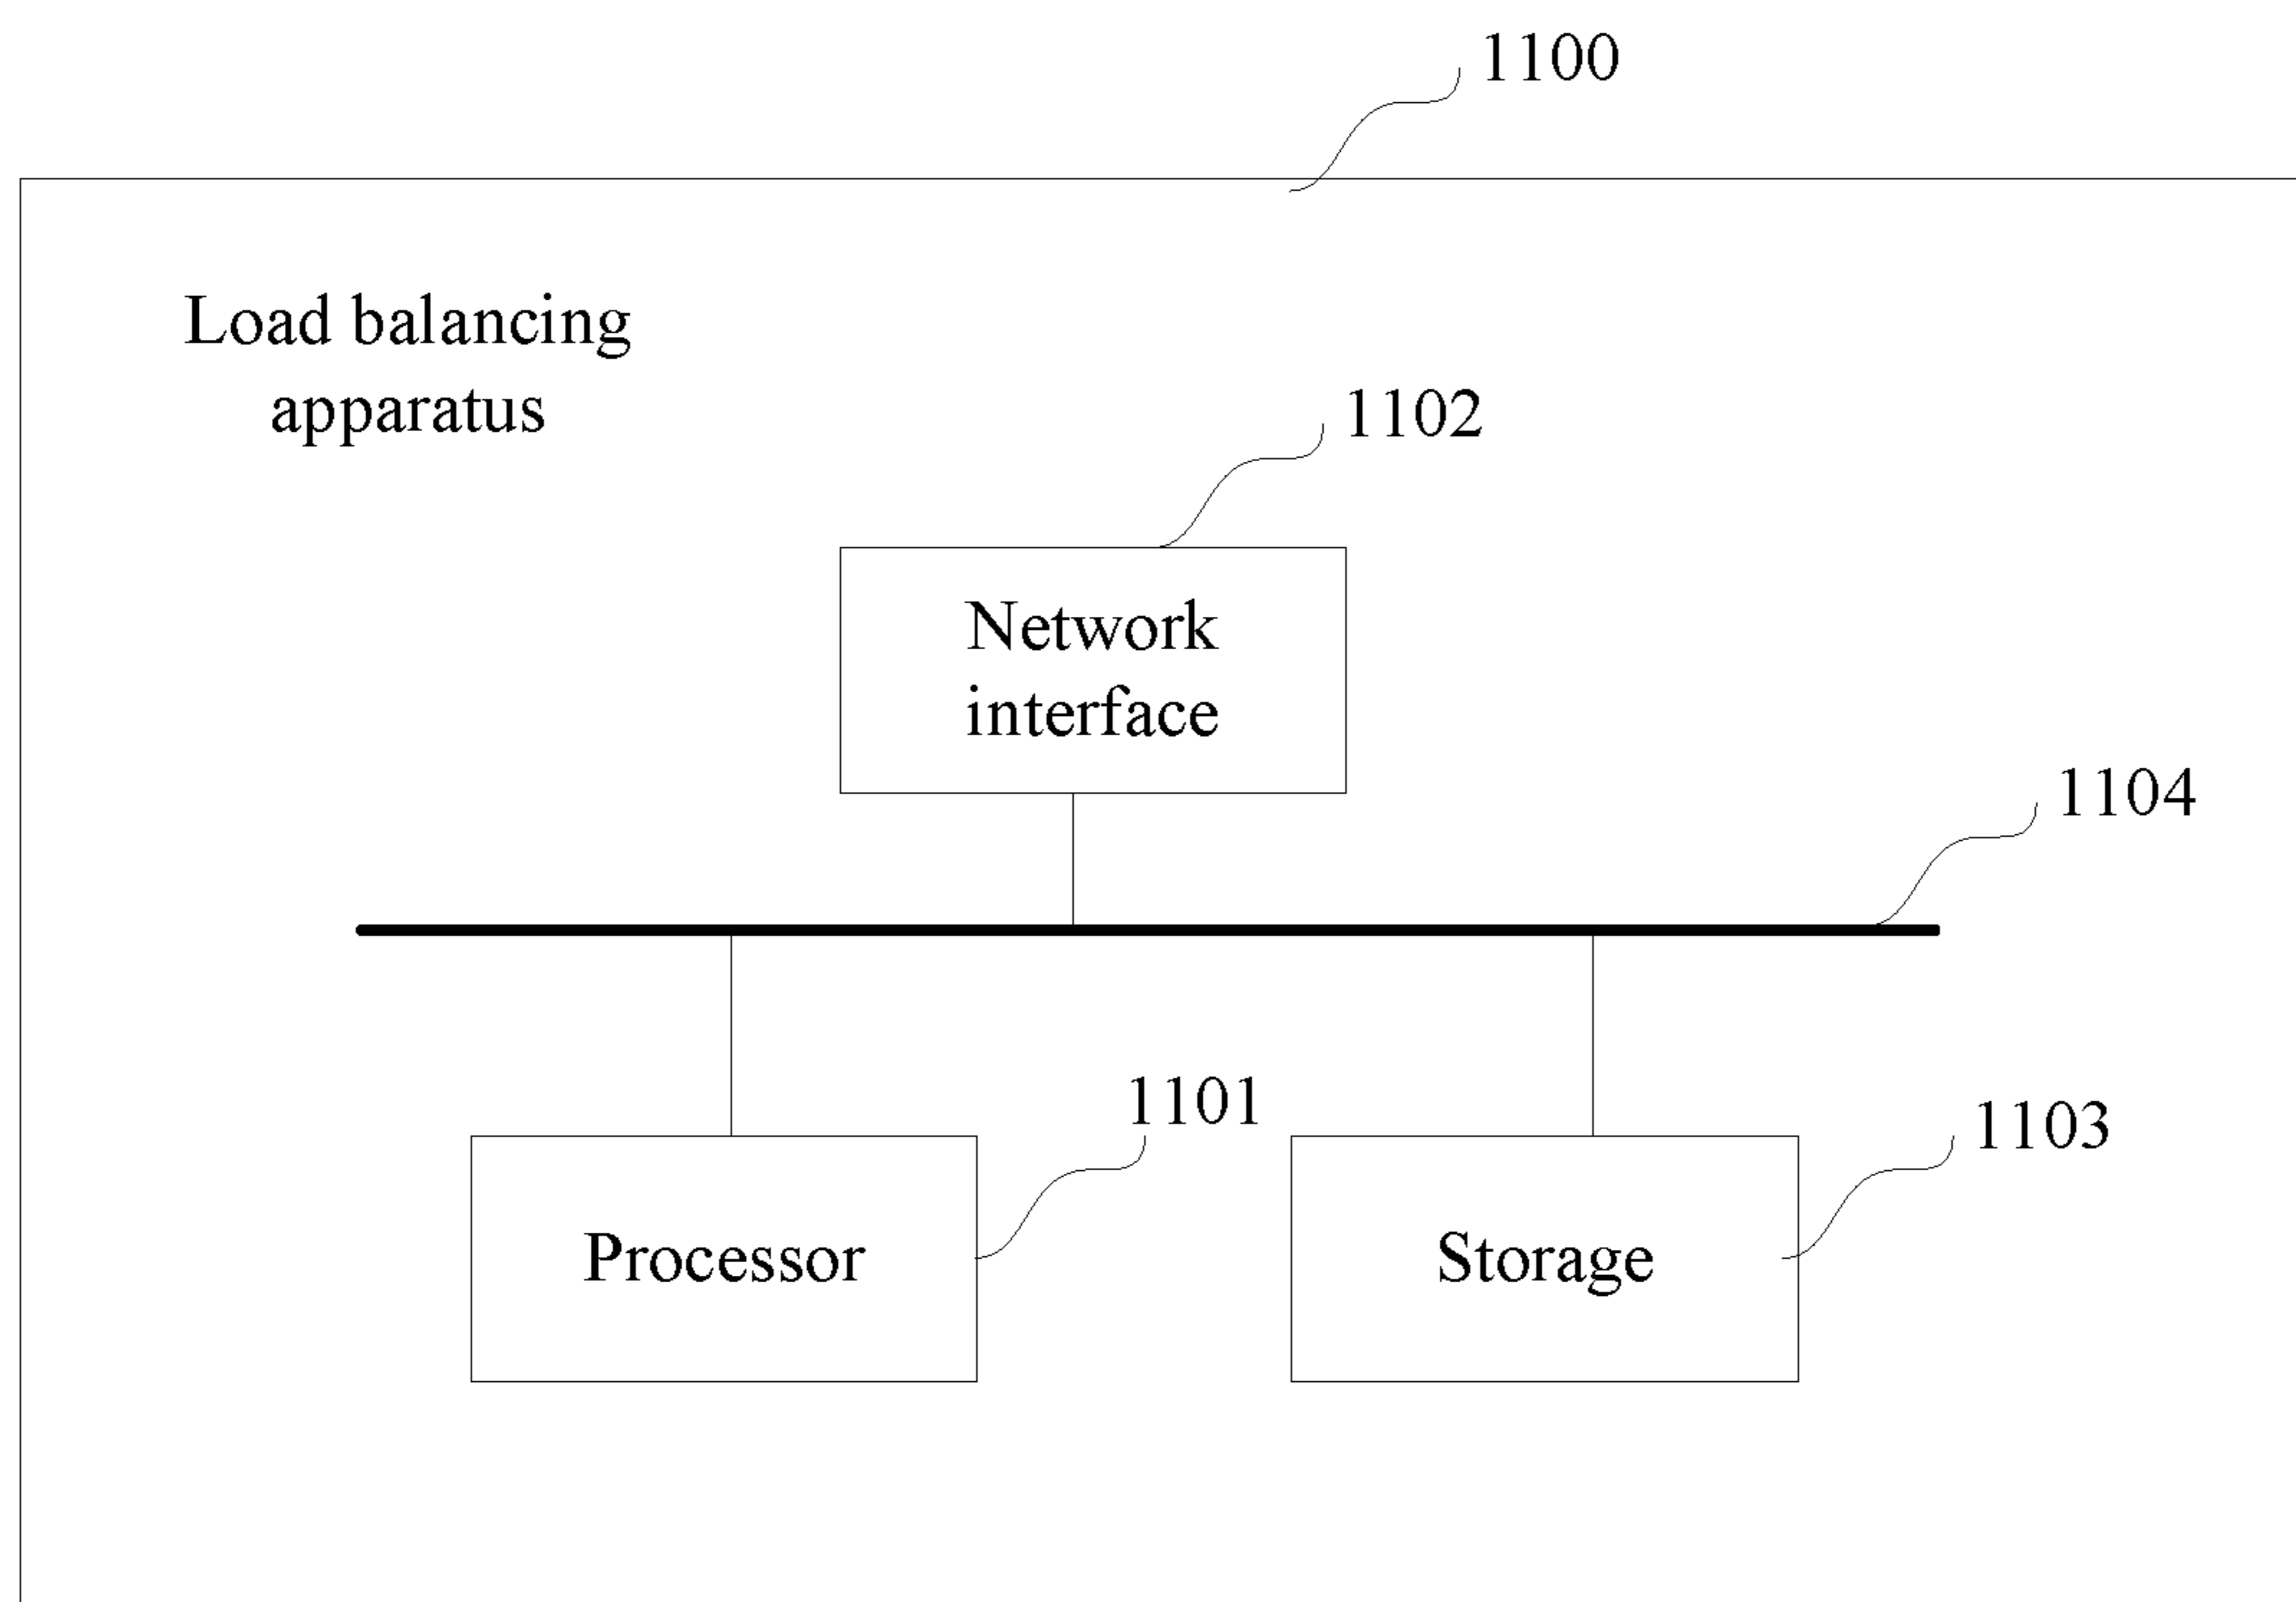 1100
Load balancing
apparatus
1102
Network
interface
1104
1101
1103
Processor
Storage